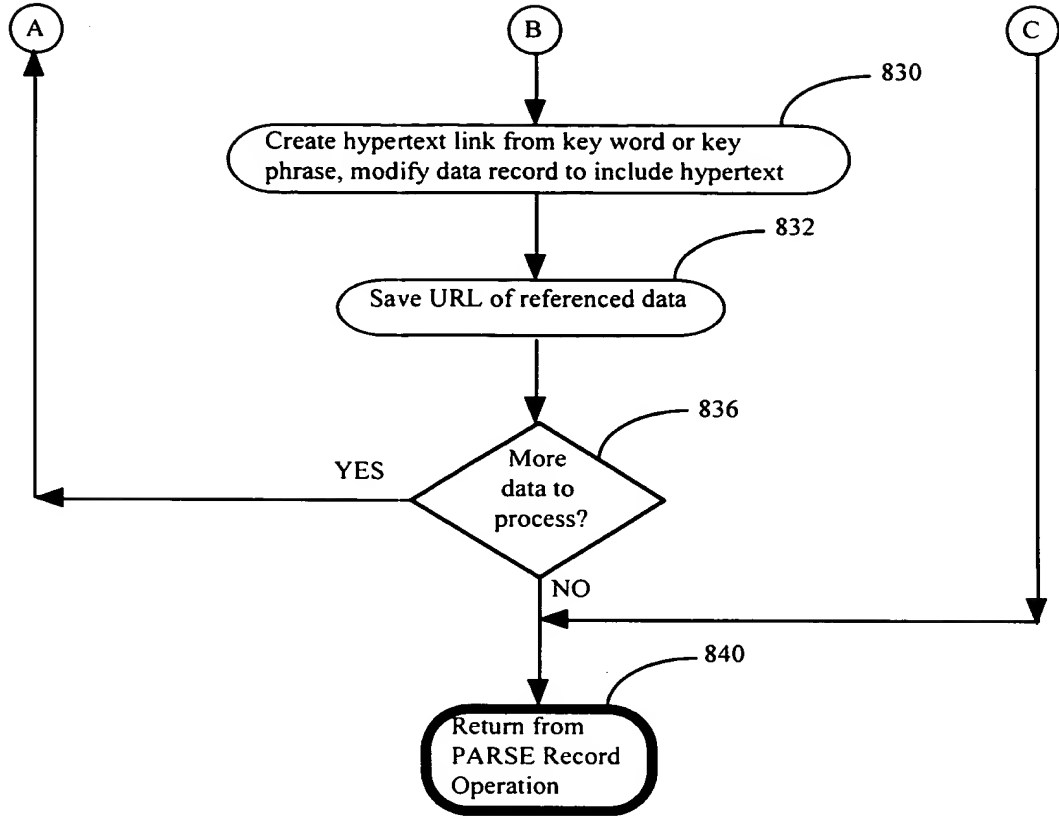 A
B
C
830
Create hypertext link from key word or key
phrase, modify data record to include hypertext
832
Save URL of referenced data
836
More
data to
process?
YES
NO
840
Return from
PARSE Record
Operation